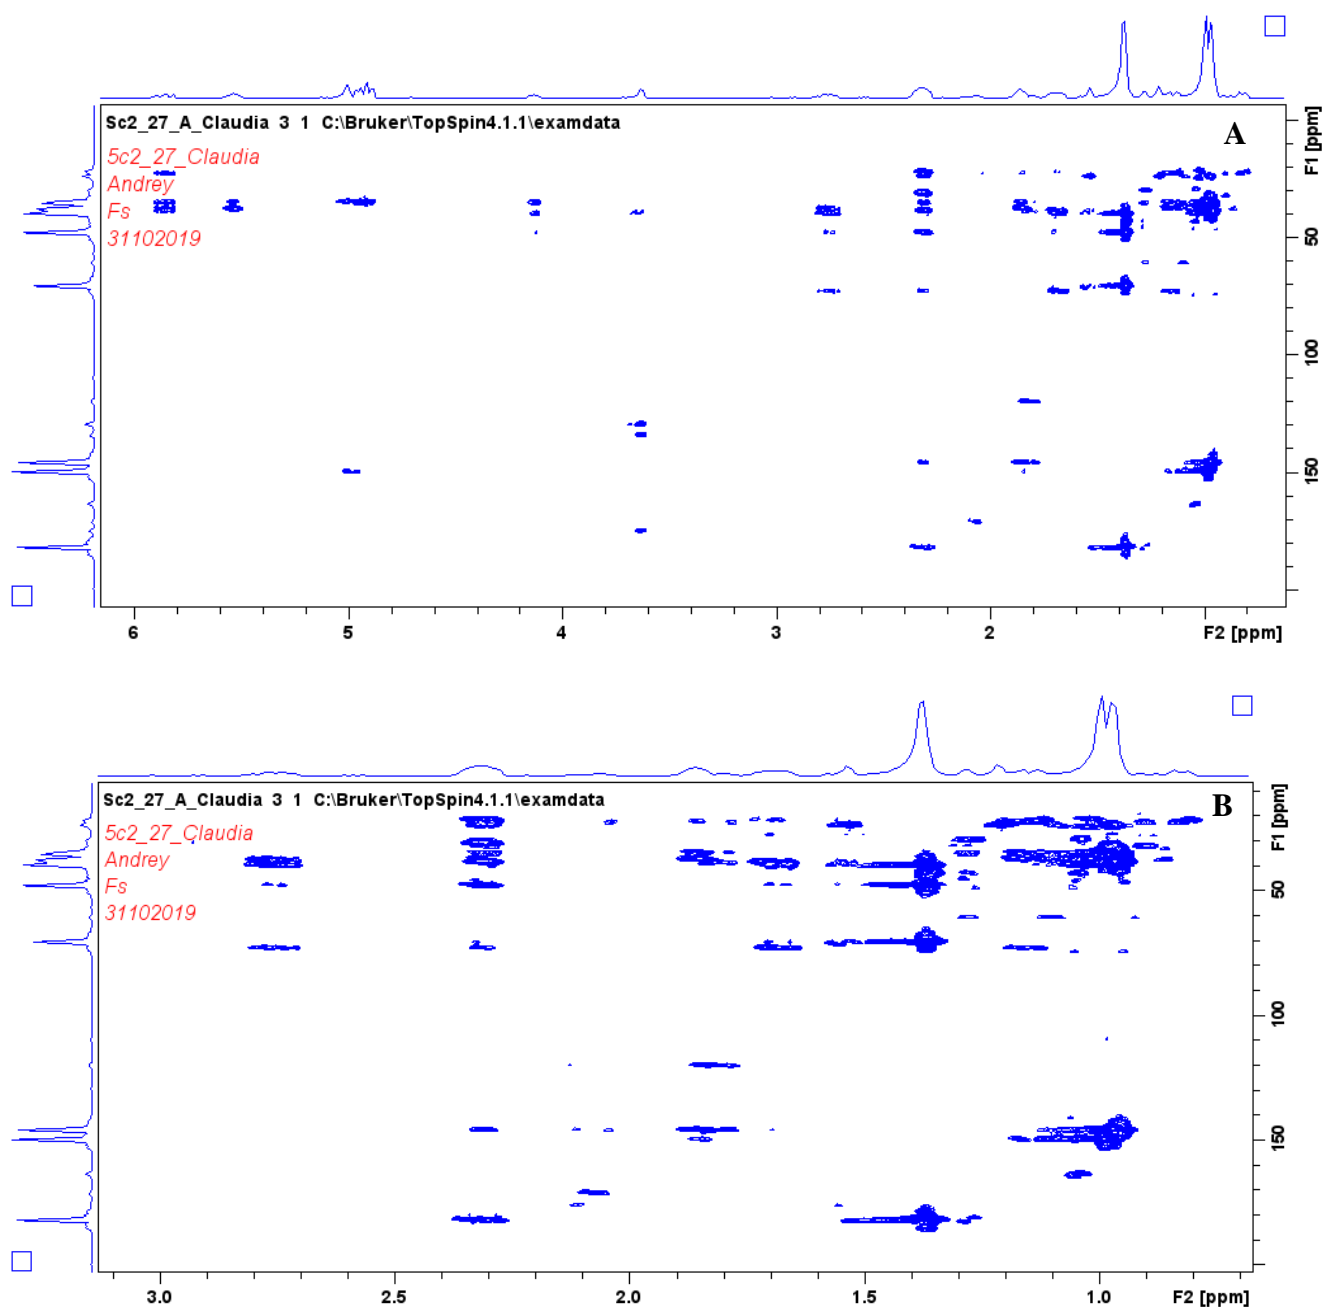 A
Sc2_27_A_Claudia 3 1 C:\Bruker\TopSpin4.1.1\examdata
5c2_27_Claudia
Andrey
Fs
31102019
F1 [ppm]
50
100
150
6 5 4 3 2 F2 [ppm]
B
Sc2_27_A_Claudia 3 1 C:\Bruker\TopSpin4.1.1\examdata
5c2_27_Claudia
Andrey
Fs
31102019
F1 [ppm]
50
100
150
3.0 2.5 2.0 1.5 1.0 F2 [ppm]